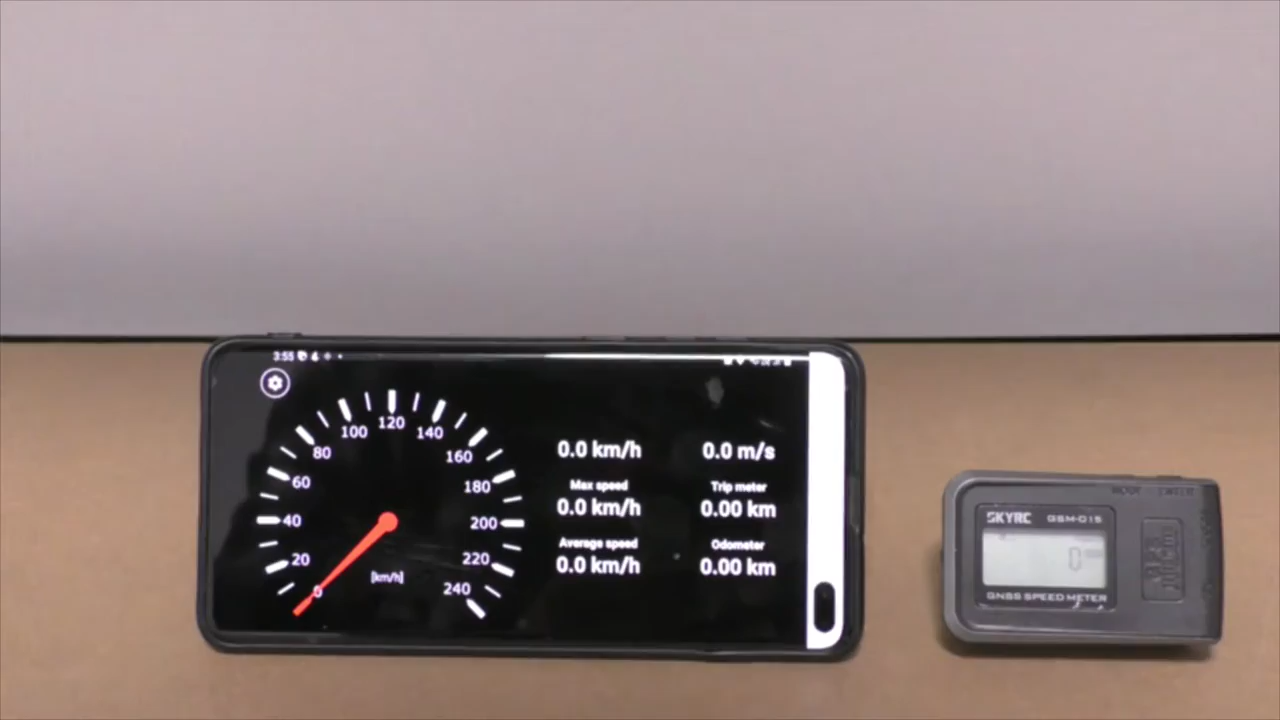 3:55
100 120 140
80 160
60 180
40 200
20 220
0 [km/h] 240
0.0 km/h 0.0 m/s
Max speed Trip meter
0.0 km/h 0.00 km
Average speed Odometer
0.0 km/h 0.00 km
MODE ENTER
SKYRC GSM-015
0
GNSS SPEED METER